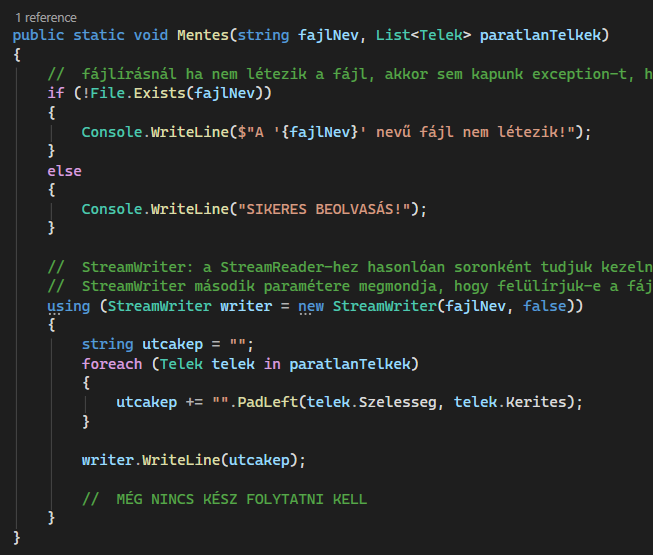 1 reference
public static void Mentes(string fajlNev, List<Telek> paratlanTelkek)
{
//  fájlírásnál ha nem létezik a fájl, akkor sem kapunk exception-t, h
if (!File.Exists(fajlNev))
{
Console.WriteLine($"A '{fajlNev}' nevű fájl nem létezik!");
}
else
{
Console.WriteLine("SIKERES BEOLVASÁS!");
}
//  StreamWriter: a StreamReader-hez hasonlóan soronként tudjuk kezeln
//  StreamWriter második paramétere megmondja, hogy felülírjuk-e a fáj
using (StreamWriter writer = new StreamWriter(fajlNev, false))
{
string utcakep = "";
foreach (Telek telek in paratlanTelkek)
{
utcakep += "".PadLeft(telek.Szelesseg, telek.Kerites);
}
writer.WriteLine(utcakep);
//  MÉG NINCS KÉSZ FOLYTATNI KELL
}
}